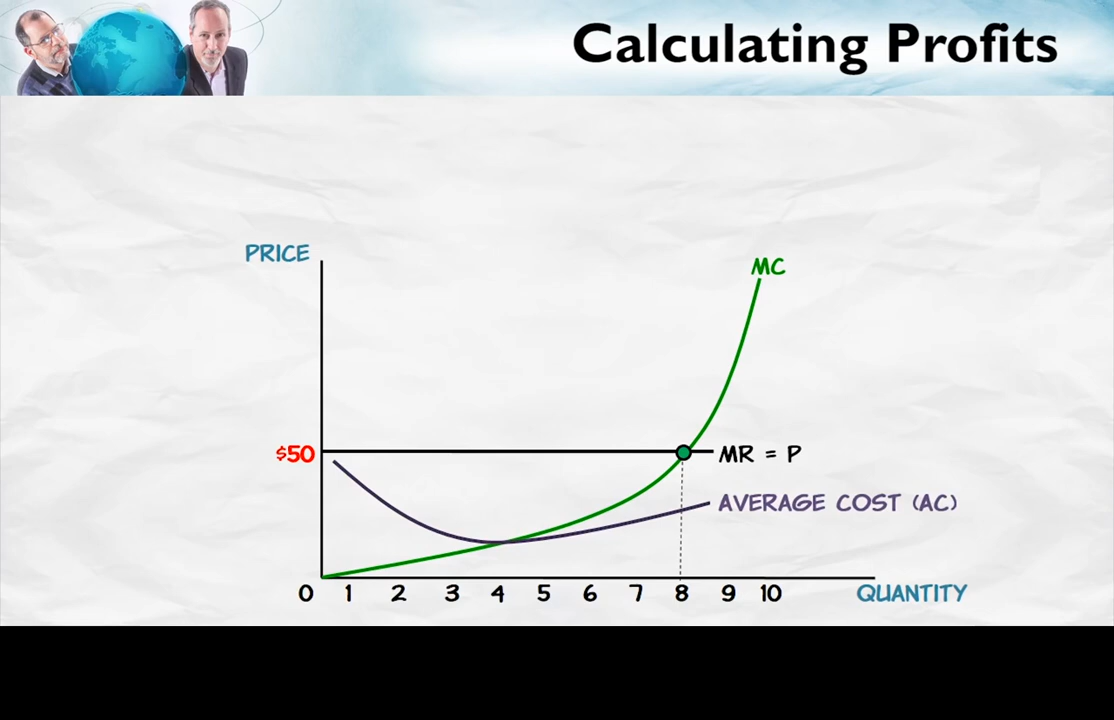 Calculating Profits
PRICE
MC
$50
MR = P
AVERAGE COST (AC)
0 1 2 3 4 5 6 7 8 9 10 QUANTITY